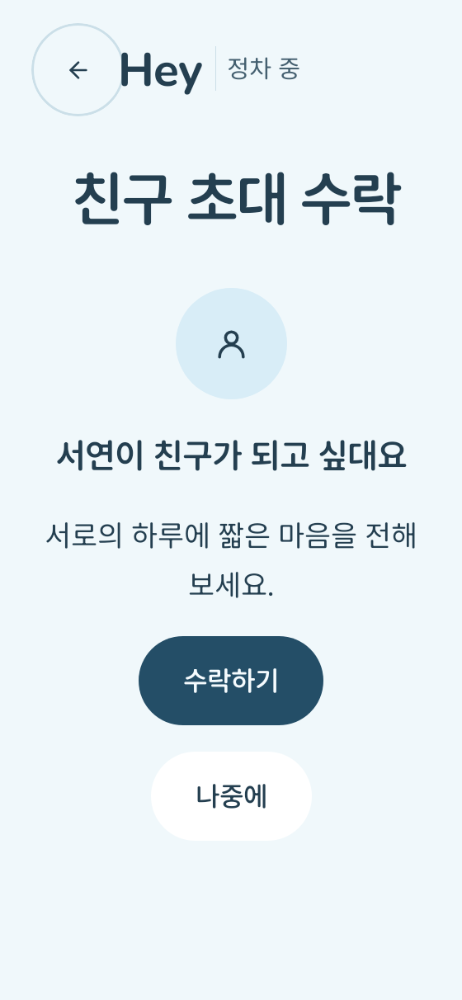 Hey 정차 중
친구 초대 수락
서연이 친구가 되고 싶대요
서로의 하루에 짧은 마음을 전해
보세요.
수락하기
나중에